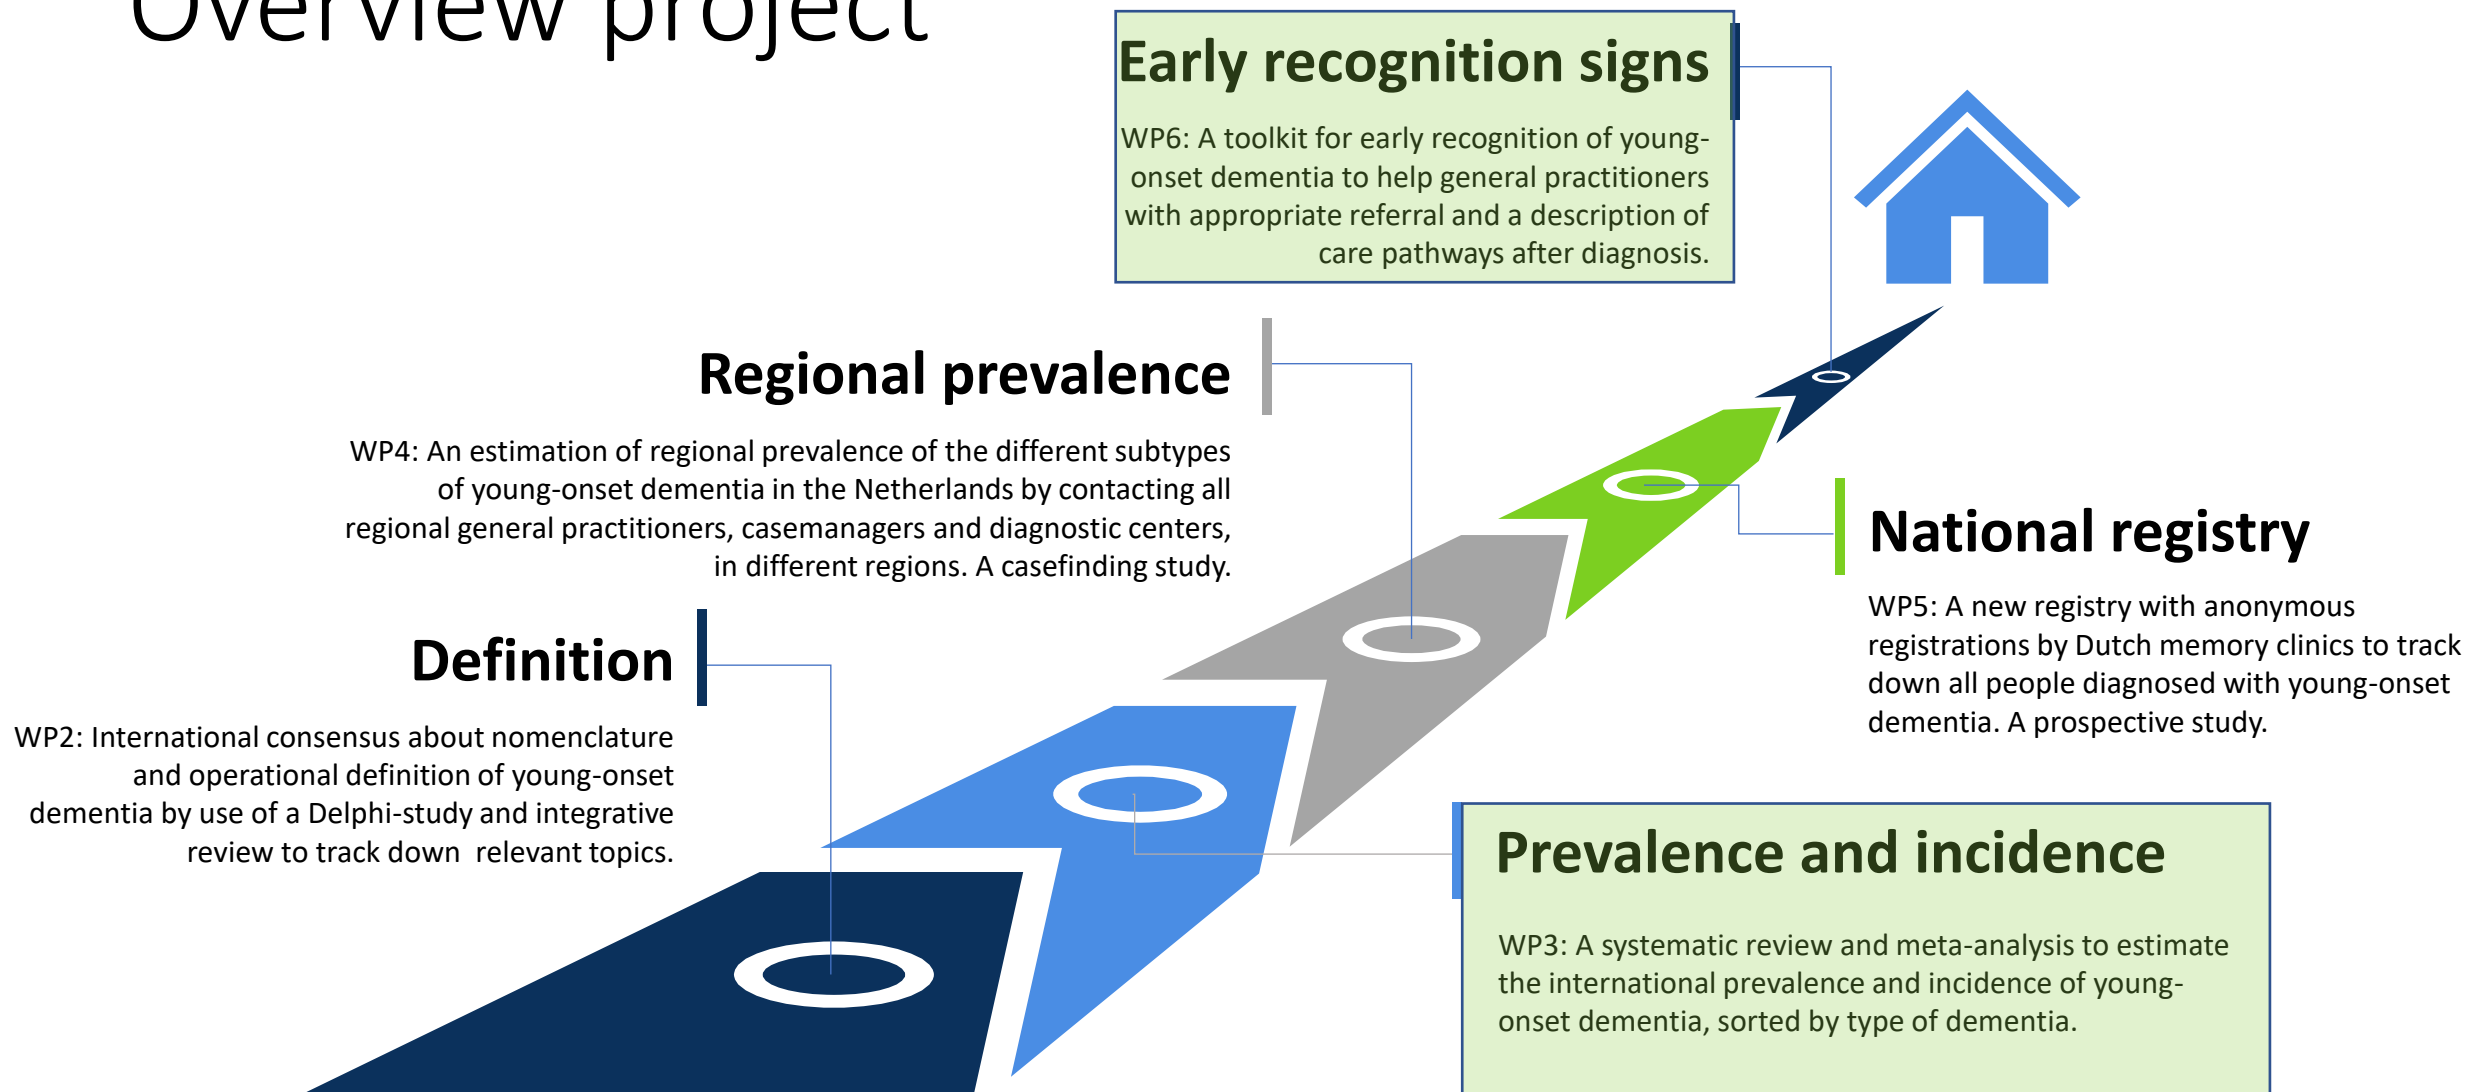 Overview project
Early recognition signs
WP6: A toolkit for early recognition of young-
onset dementia to help general practitioners
with appropriate referral and a description of
care pathways after diagnosis.
Regional prevalence
WP4: An estimation of regional prevalence of the different subtypes
of young-onset dementia in the Netherlands by contacting all
regional general practitioners, casemanagers and diagnostic centers,
in different regions. A casefinding study.
National registry
WP5: A new registry with anonymous
registrations by Dutch memory clinics to track
down all people diagnosed with young-onset
dementia. A prospective study.
Definition
WP2: International consensus about nomenclature
and operational definition of young-onset
dementia by use of a Delphi-study and integrative
review to track down  relevant topics.
Prevalence and incidence
WP3: A systematic review and meta-analysis to estimate
the international prevalence and incidence of young-
onset dementia, sorted by type of dementia.